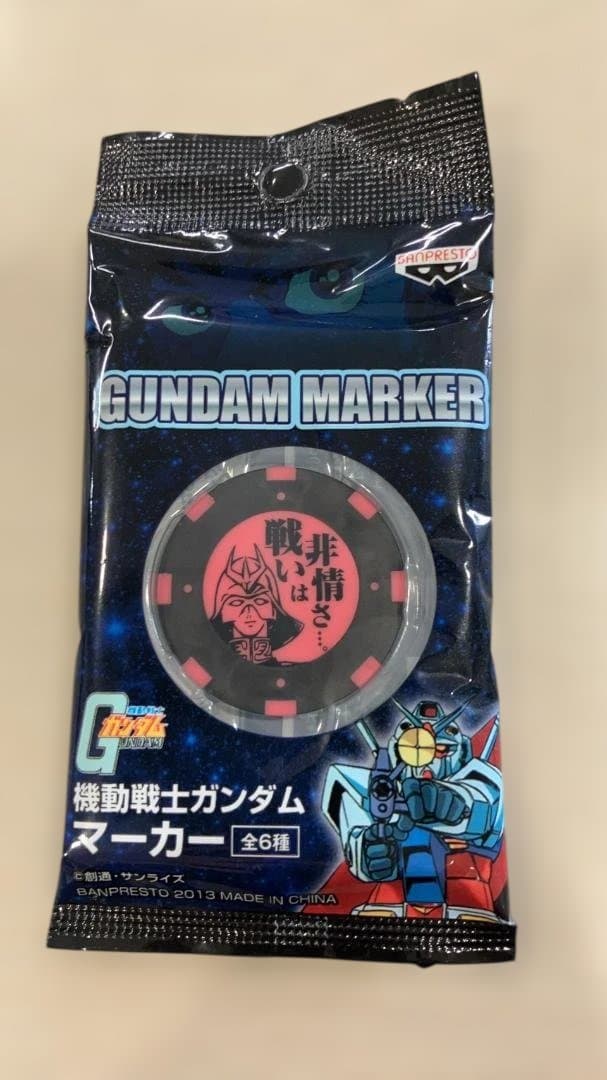 BANPRESTO
GUNDAM MARKER
戦いは
非情さ…。
機動戦士
ガンダム
GUNDAM
機動戦士ガンダム
マーカー 全6種
©創通・サンライズ
BANPRESTO 2013 MADE IN CHINA